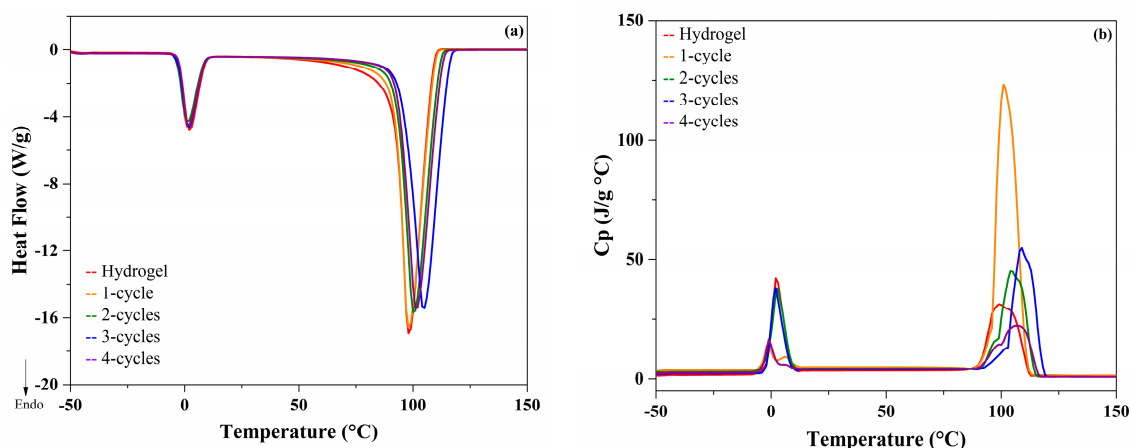 (a)
0
-4
-8
-12
-16
-20
Heat Flow (W/g)
Endo
-- Hydrogel
-- 1-cycle
-- 2-cycles
-- 3-cycles
-- 4-cycles
-50 0 50 100 150
Temperature (°C)
(b)
150
100
50
0
Cp (J/g °C)
-- Hydrogel
-- 1-cycle
-- 2-cycles
-- 3-cycles
-- 4-cycles
-50 0 50 100 150
Temperature (°C)